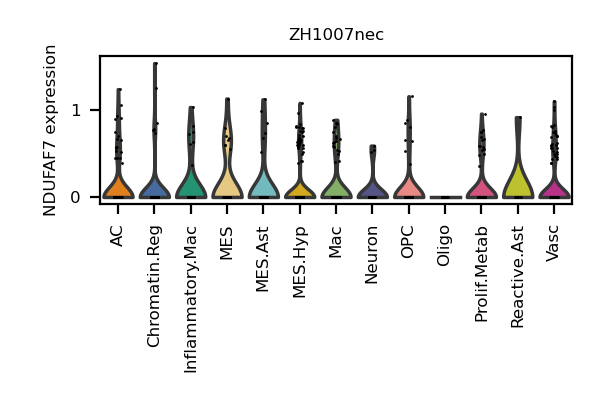 ZH1007nec
NDUFAF7 expression
1
0
AC
Chromatin.Reg
Inflammatory.Mac
MES
MES.Ast
MES.Hyp
Mac
Neuron
OPC
Oligo
Prolif.Metab
Reactive.Ast
Vasc